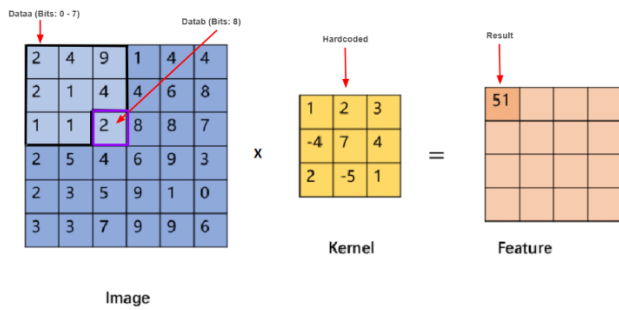 Dataa (Bits: 0 - 7)
Datab (Bits: 8)
Hardcoded
Result
2 4 9 1 4 4
2 1 4 4 6 8
1 1 2 8 8 7
2 5 4 6 9 3
2 3 5 9 1 0
3 3 7 9 9 6
x
1 2 3
-4 7 4
2 -5 1
=
51
Image
Kernel
Feature